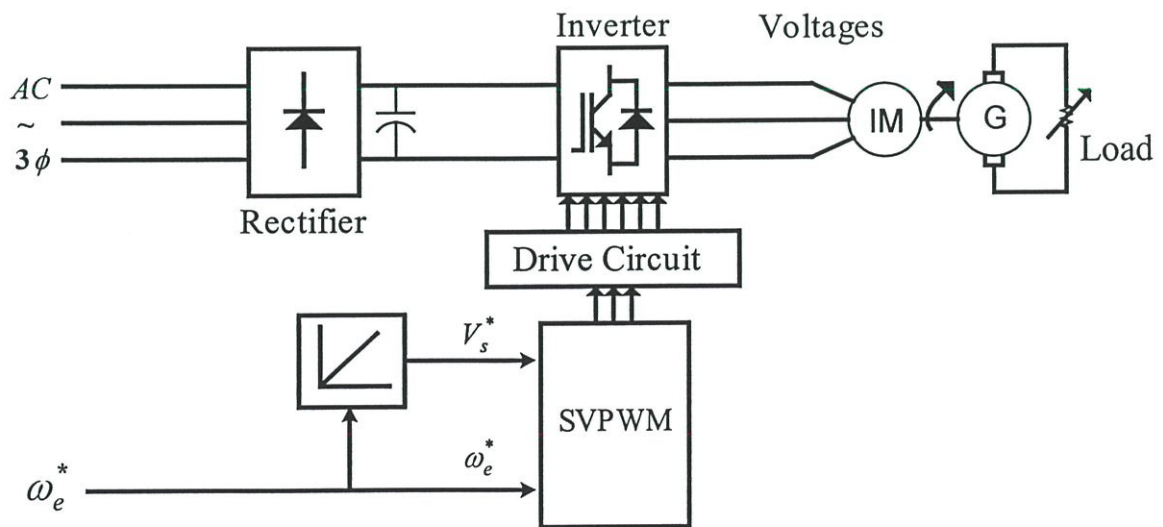 Inverter
Voltages
AC
~
3ϕ
IM
G
Load
Rectifier
Drive Circuit
V_s^*
SVPWM
ω_e^*
ω_e^*